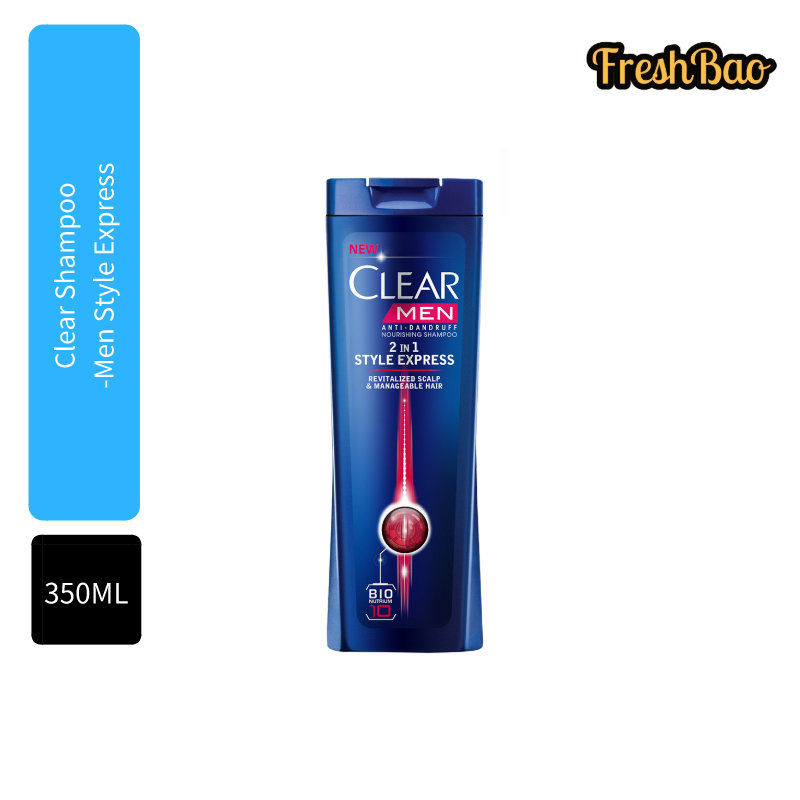 FreshBao
Clear Shampoo
-Men Style Express
350ML
NEW
CLEAR
MEN
ANTI-DANDRUFF
NOURISHING SHAMPOO
2 IN 1
STYLE EXPRESS
REVITALIZED SCALP
& MANAGEABLE HAIR
BIO
NUTRIUM
10